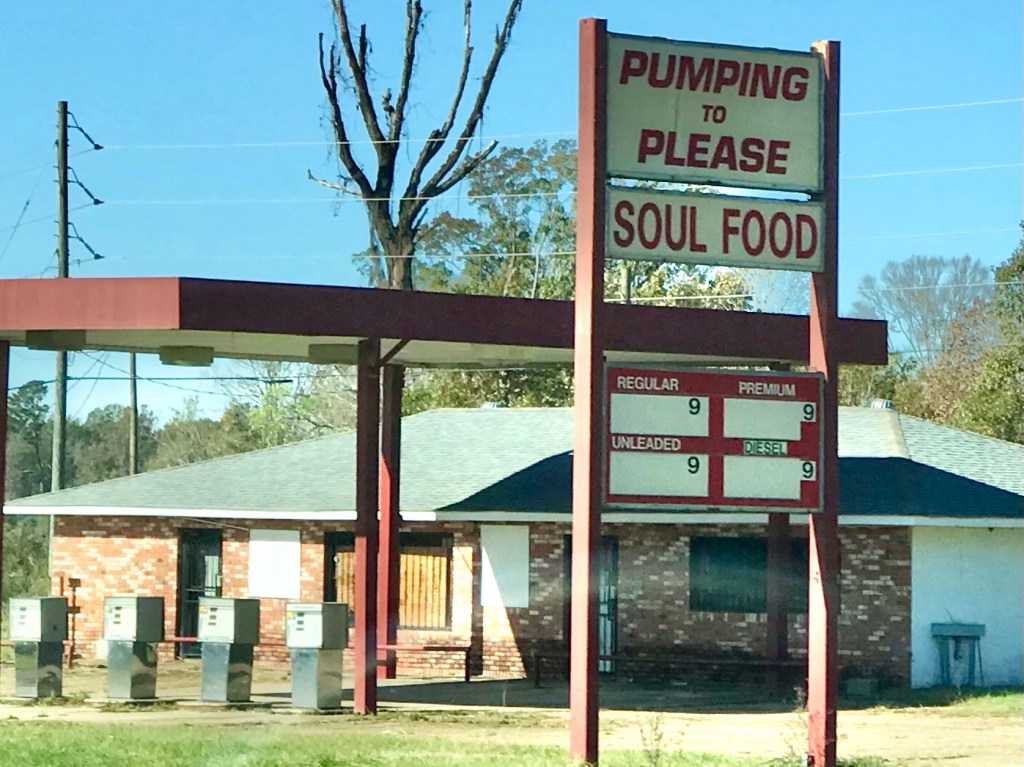 PUMPING
TO
PLEASE
SOUL FOOD
REGULAR PREMIUM
9 9
UNLEADED DIESEL
9 9